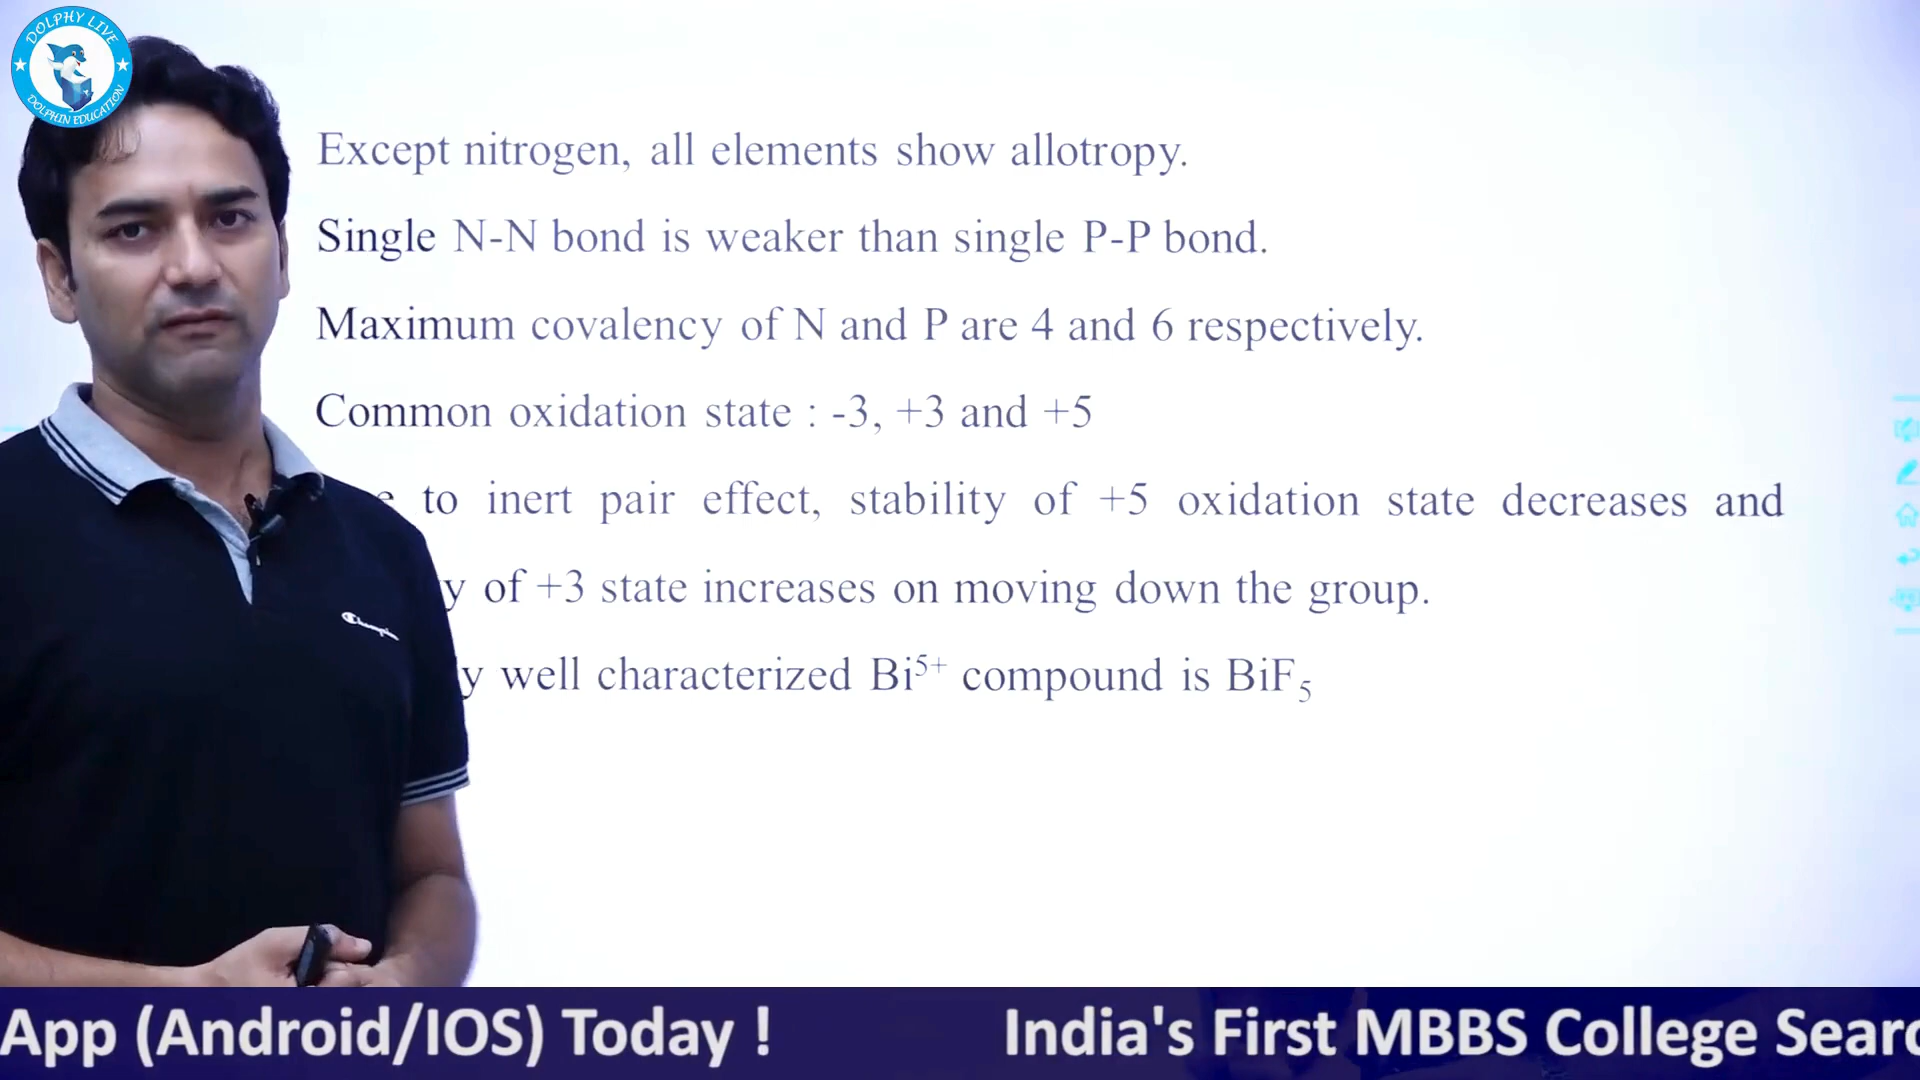 DOLPHY LIVE
DOLPHIN EDUCATION
Except nitrogen, all elements show allotropy.
Single N-N bond is weaker than single P-P bond.
Maximum covalency of N and P are 4 and 6 respectively.
Common oxidation state : -3, +3 and +5
e to inert pair effect, stability of +5 oxidation state decreases and
y of +3 state increases on moving down the group.
y well characterized Bi⁵⁺ compound is BiF₅
Champion
App (Android/IOS) Today ! India's First MBBS College Searc